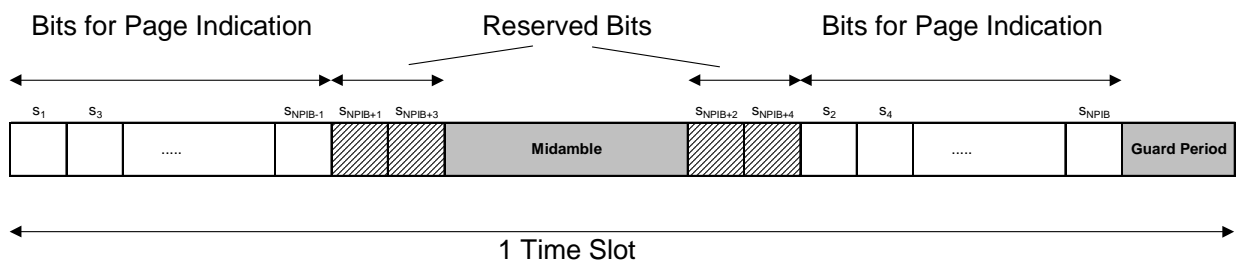 Bits for Page Indication Reserved Bits Bits for Page Indication
s1 s3 sNPIB-1 sNPIB+1 sNPIB+3 sNPIB+2 sNPIB+4 s2 s4 sNPIB
..... Midamble ..... Guard Period
1 Time Slot